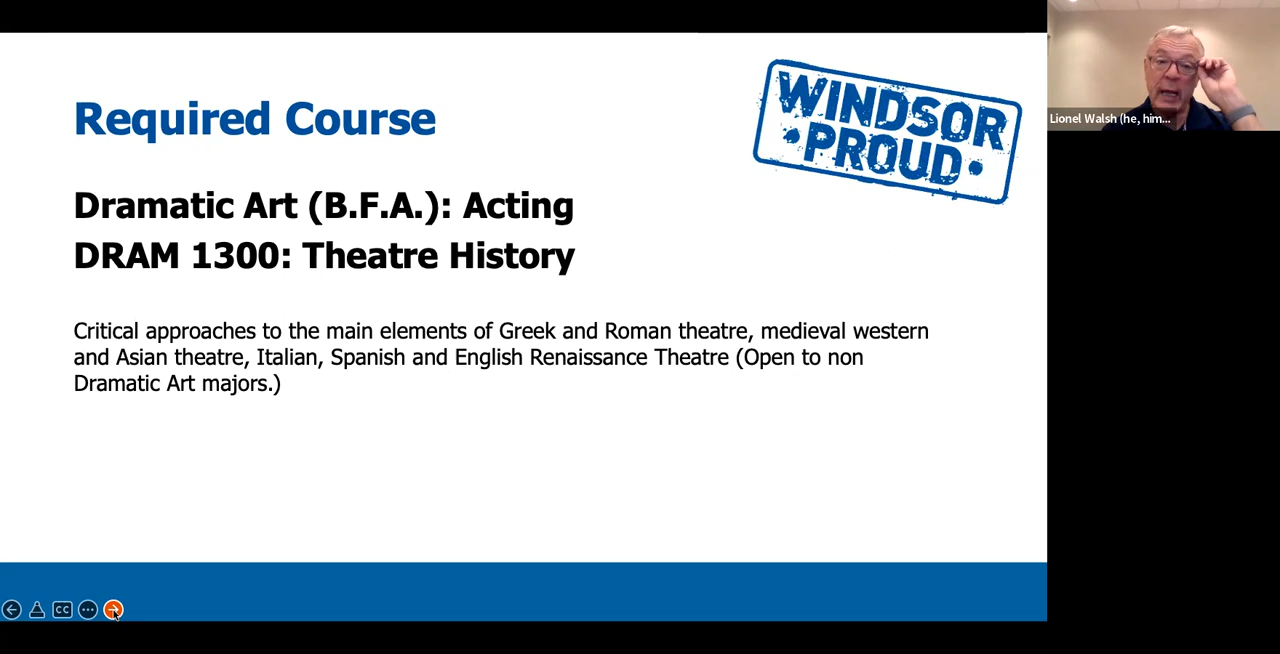 Required Course
WINDSOR
PROUD
Dramatic Art (B.F.A.): Acting
DRAM 1300: Theatre History
Critical approaches to the main elements of Greek and Roman theatre, medieval western
and Asian theatre, Italian, Spanish and English Renaissance Theatre (Open to non
Dramatic Art majors.)
Lionel Walsh (he, him...
CC